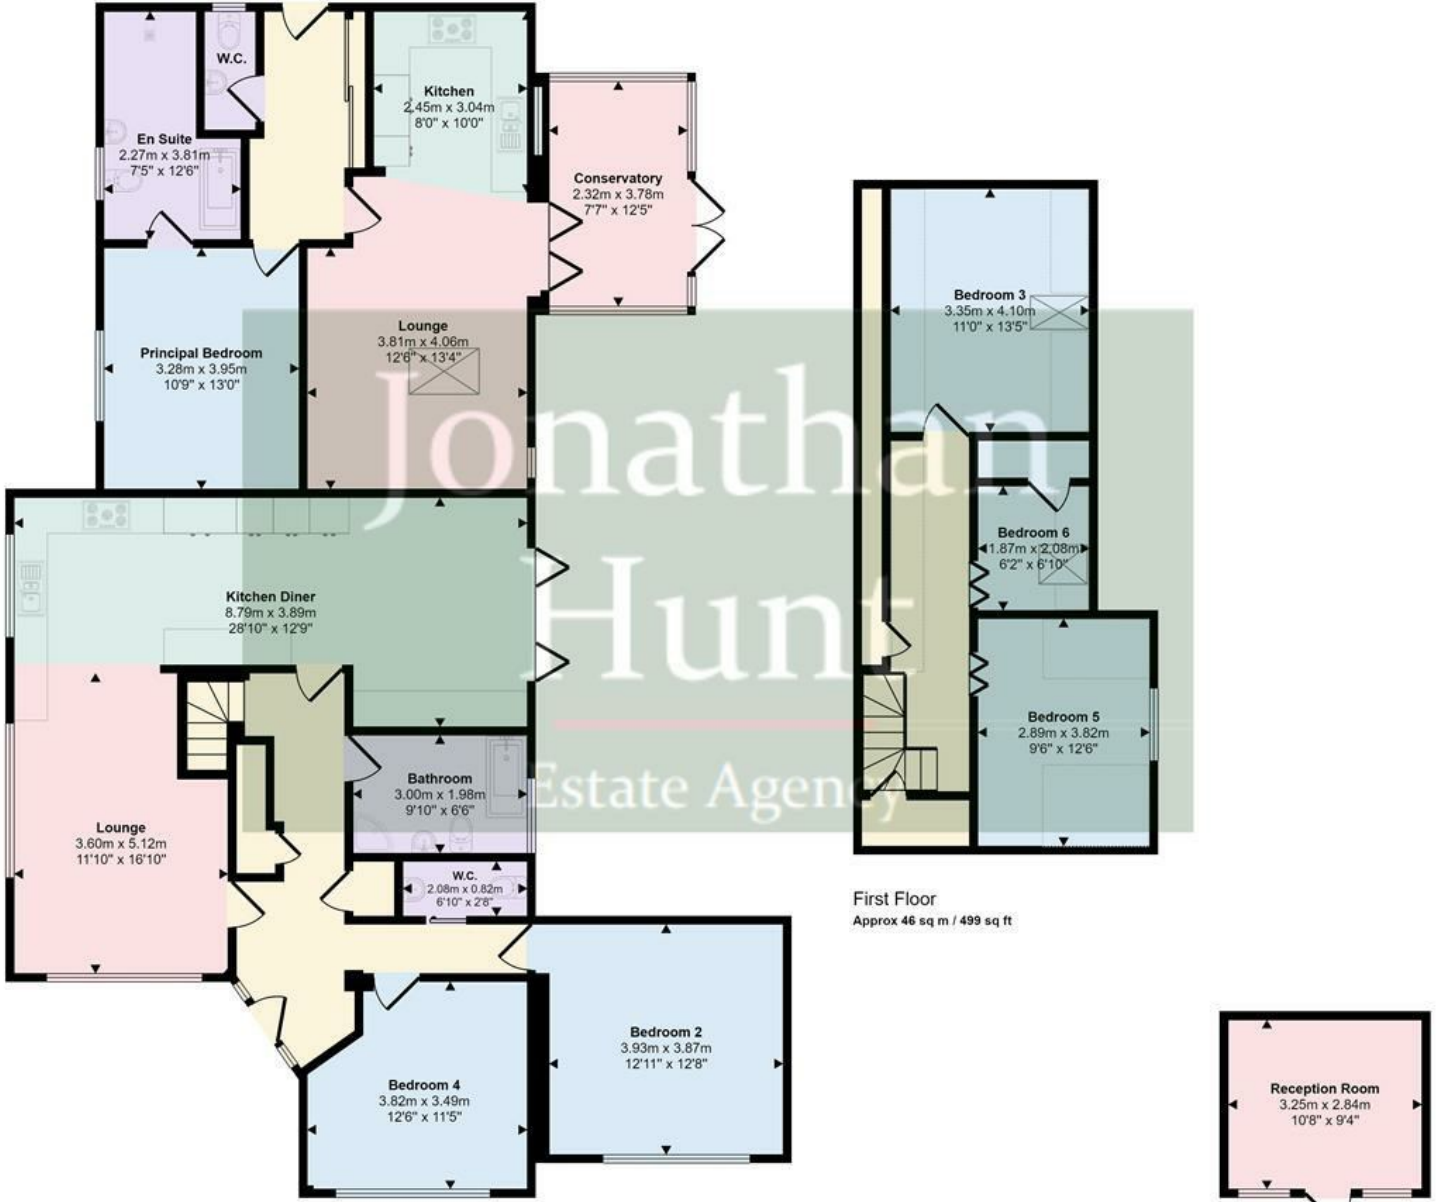 W.C.
Kitchen
2.45m x 3.04m
8'0" x 10'0"
En Suite
2.27m x 3.81m
7'5" x 12'6"
Conservatory
2.32m x 3.78m
7'7" x 12'5"
Principal Bedroom
3.28m x 3.95m
10'9" x 13'0"
Lounge
3.81m x 4.06m
12'6" x 13'4"
Bedroom 3
3.35m x 4.10m
11'0" x 13'5"
Jonathan
Hunt
Estate Agency
Kitchen Diner
8.79m x 3.89m
28'10" x 12'9"
Bedroom 6
1.87m x 2.08m
6'2" x 6'10"
Bedroom 5
2.89m x 3.82m
9'6" x 12'6"
Bathroom
3.00m x 1.98m
9'10" x 6'6"
Lounge
3.60m x 5.12m
11'10" x 16'10"
W.C.
2.08m x 0.82m
6'10" x 2'8"
First Floor
Approx 46 sq m / 499 sq ft
Bedroom 2
3.93m x 3.87m
12'11" x 12'8"
Bedroom 4
3.82m x 3.49m
12'6" x 11'5"
Reception Room
3.25m x 2.84m
10'8" x 9'4"